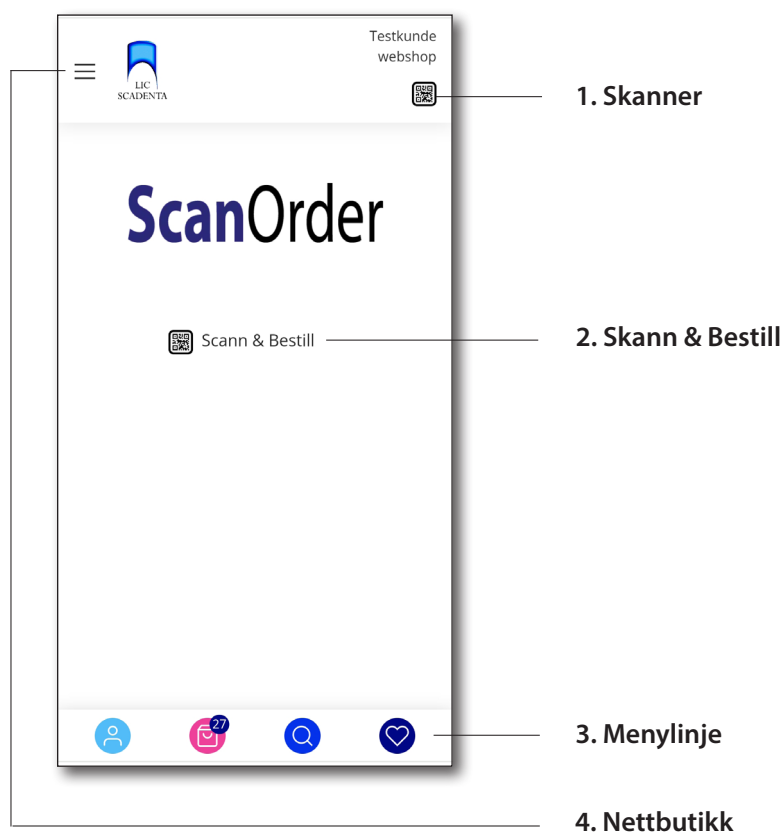 Testkunde
webshop
LIC
SCADENTA
1. Skanner
ScanOrder
Scann & Bestill
2. Skann & Bestill
27
3. Menylinje
4. Nettbutikk